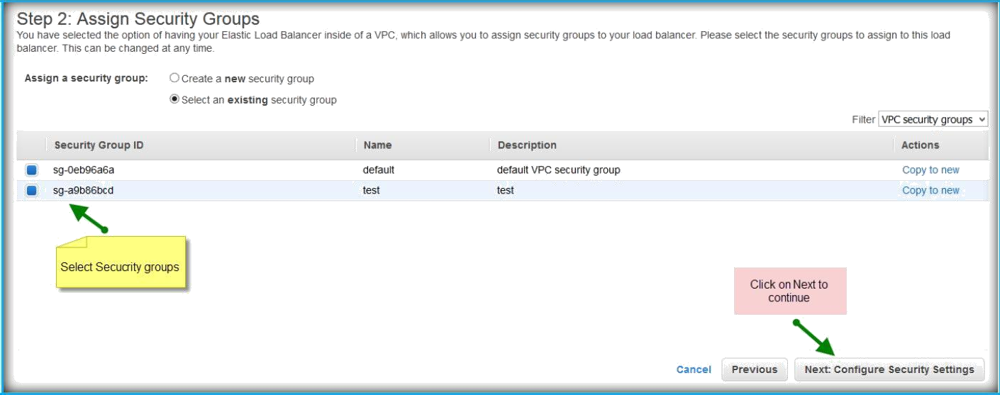 Step 2: Assign Security Groups
You have selected the option of having your Elastic Load Balancer inside of a VPC, which allows you to assign security groups to your load balancer. Please select the security groups to assign to this load
balancer. This can be changed at any time.
Assign a security group:
Create a new security group
Select an existing security group
Filter VPC security groups
Security Group ID Name Description Actions
sg-0eb96a6a default default VPC security group Copy to new
sg-a9b86bcd test test Copy to new
Select Secucrity groups
Click on Next to
continue
Cancel Previous Next: Configure Security Settings